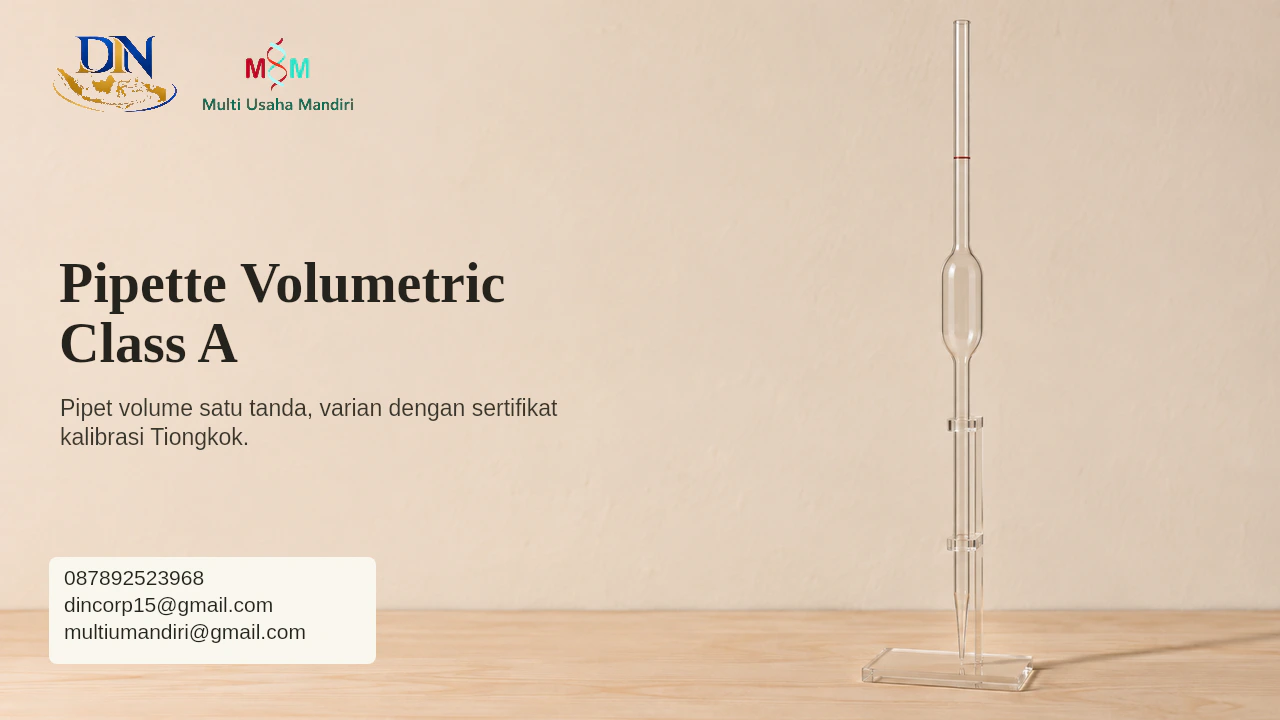 DIN
MSM
Multi Usaha Mandiri
Pipette Volumetric
Class A
Pipet volume satu tanda, varian dengan sertifikat
kalibrasi Tiongkok.
087892523968
dincorp15@gmail.com
multiumandiri@gmail.com